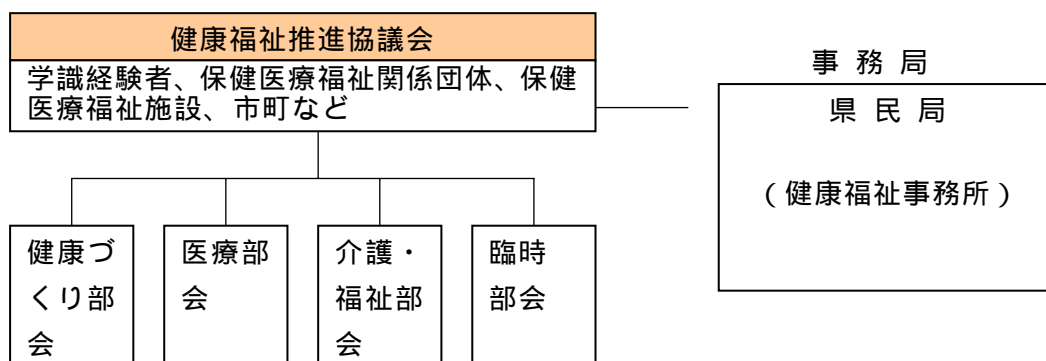 健康福祉推進協議会
学識経験者、保健医療福祉関係団体、保健
医療福祉施設、市町など
事務局
県民局
（健康福祉事務所）
健康づ
くり部
会
医療部
会
介護・
福祉部
会
臨時
部会